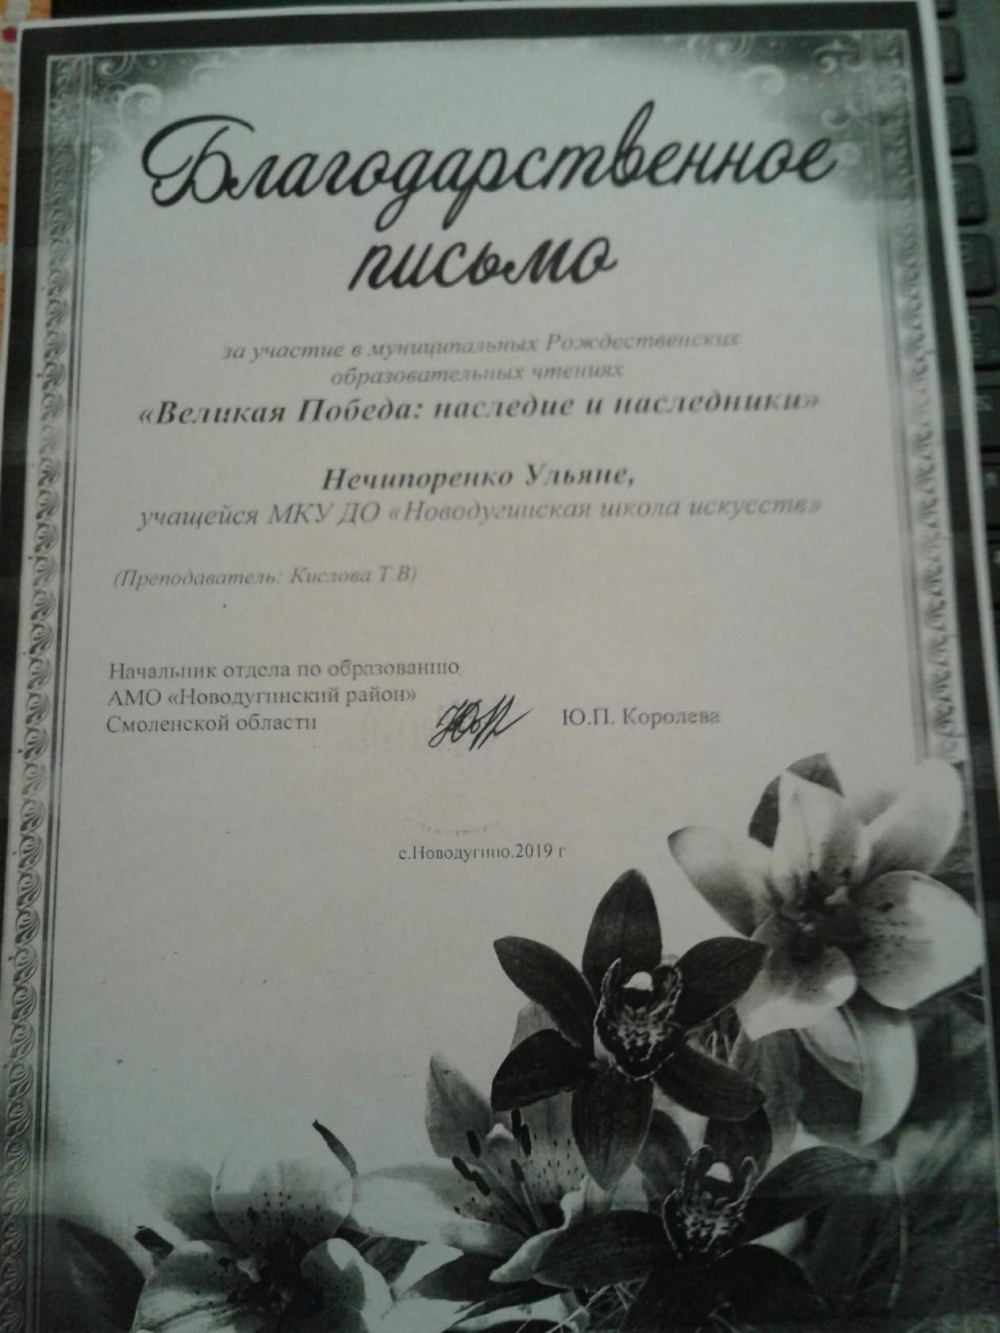 Благодарственное
письмо
за участие в муниципальных Рождественских
образовательных чтениях
«Великая Победа: наследие и наследники»
Нечипоренко Ульяне,
учащейся МКУ ДО «Новодугинская школа искусств»
(Преподаватель: Кислова Т.В)
Начальник отдела по образованию
АМО «Новодугинский район»
Смоленской области
Ю.П. Королева
с.Новодугино.2019 г